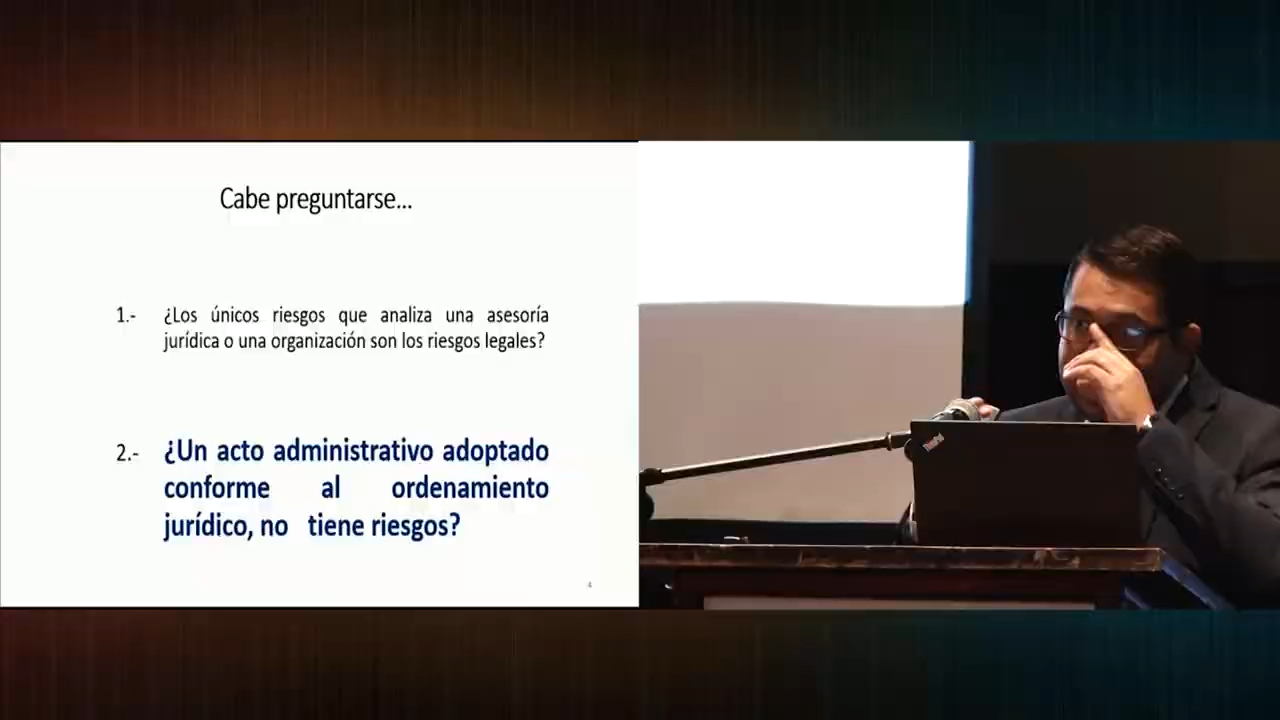 Cabe preguntarse...
1.- ¿Los únicos riesgos que analiza una asesoría
jurídica o una organización son los riesgos legales?
2.- ¿Un acto administrativo adoptado
conforme al ordenamiento
jurídico, no tiene riesgos?
4
ThinkPad